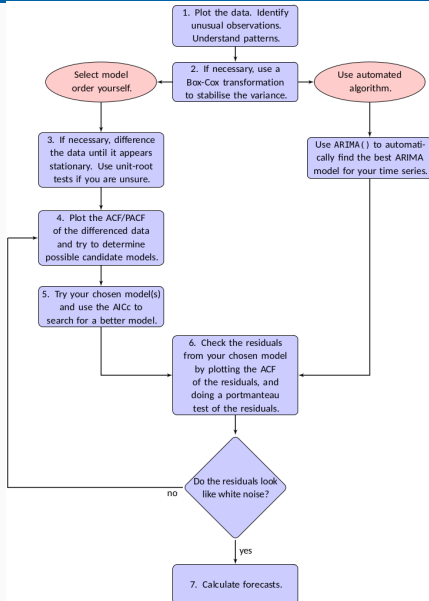 1. Plot the data. Identify
unusual observations.
Understand patterns.
Select model
order yourself.
2. If necessary, use a
Box-Cox transformation
to stabilise the variance.
Use automated
algorithm.
3. If necessary, difference
the data until it appears
stationary. Use unit-root
tests if you are unsure.
Use ARIMA() to automati-
cally find the best ARIMA
model for your time series.
4. Plot the ACF/PACF
of the differenced data
and try to determine
possible candidate models.
5. Try your chosen model(s)
and use the AICc to
search for a better model.
6. Check the residuals
from your chosen model
by plotting the ACF
of the residuals, and
doing a portmanteau
test of the residuals.
Do the residuals look
like white noise?
no
yes
7. Calculate forecasts.